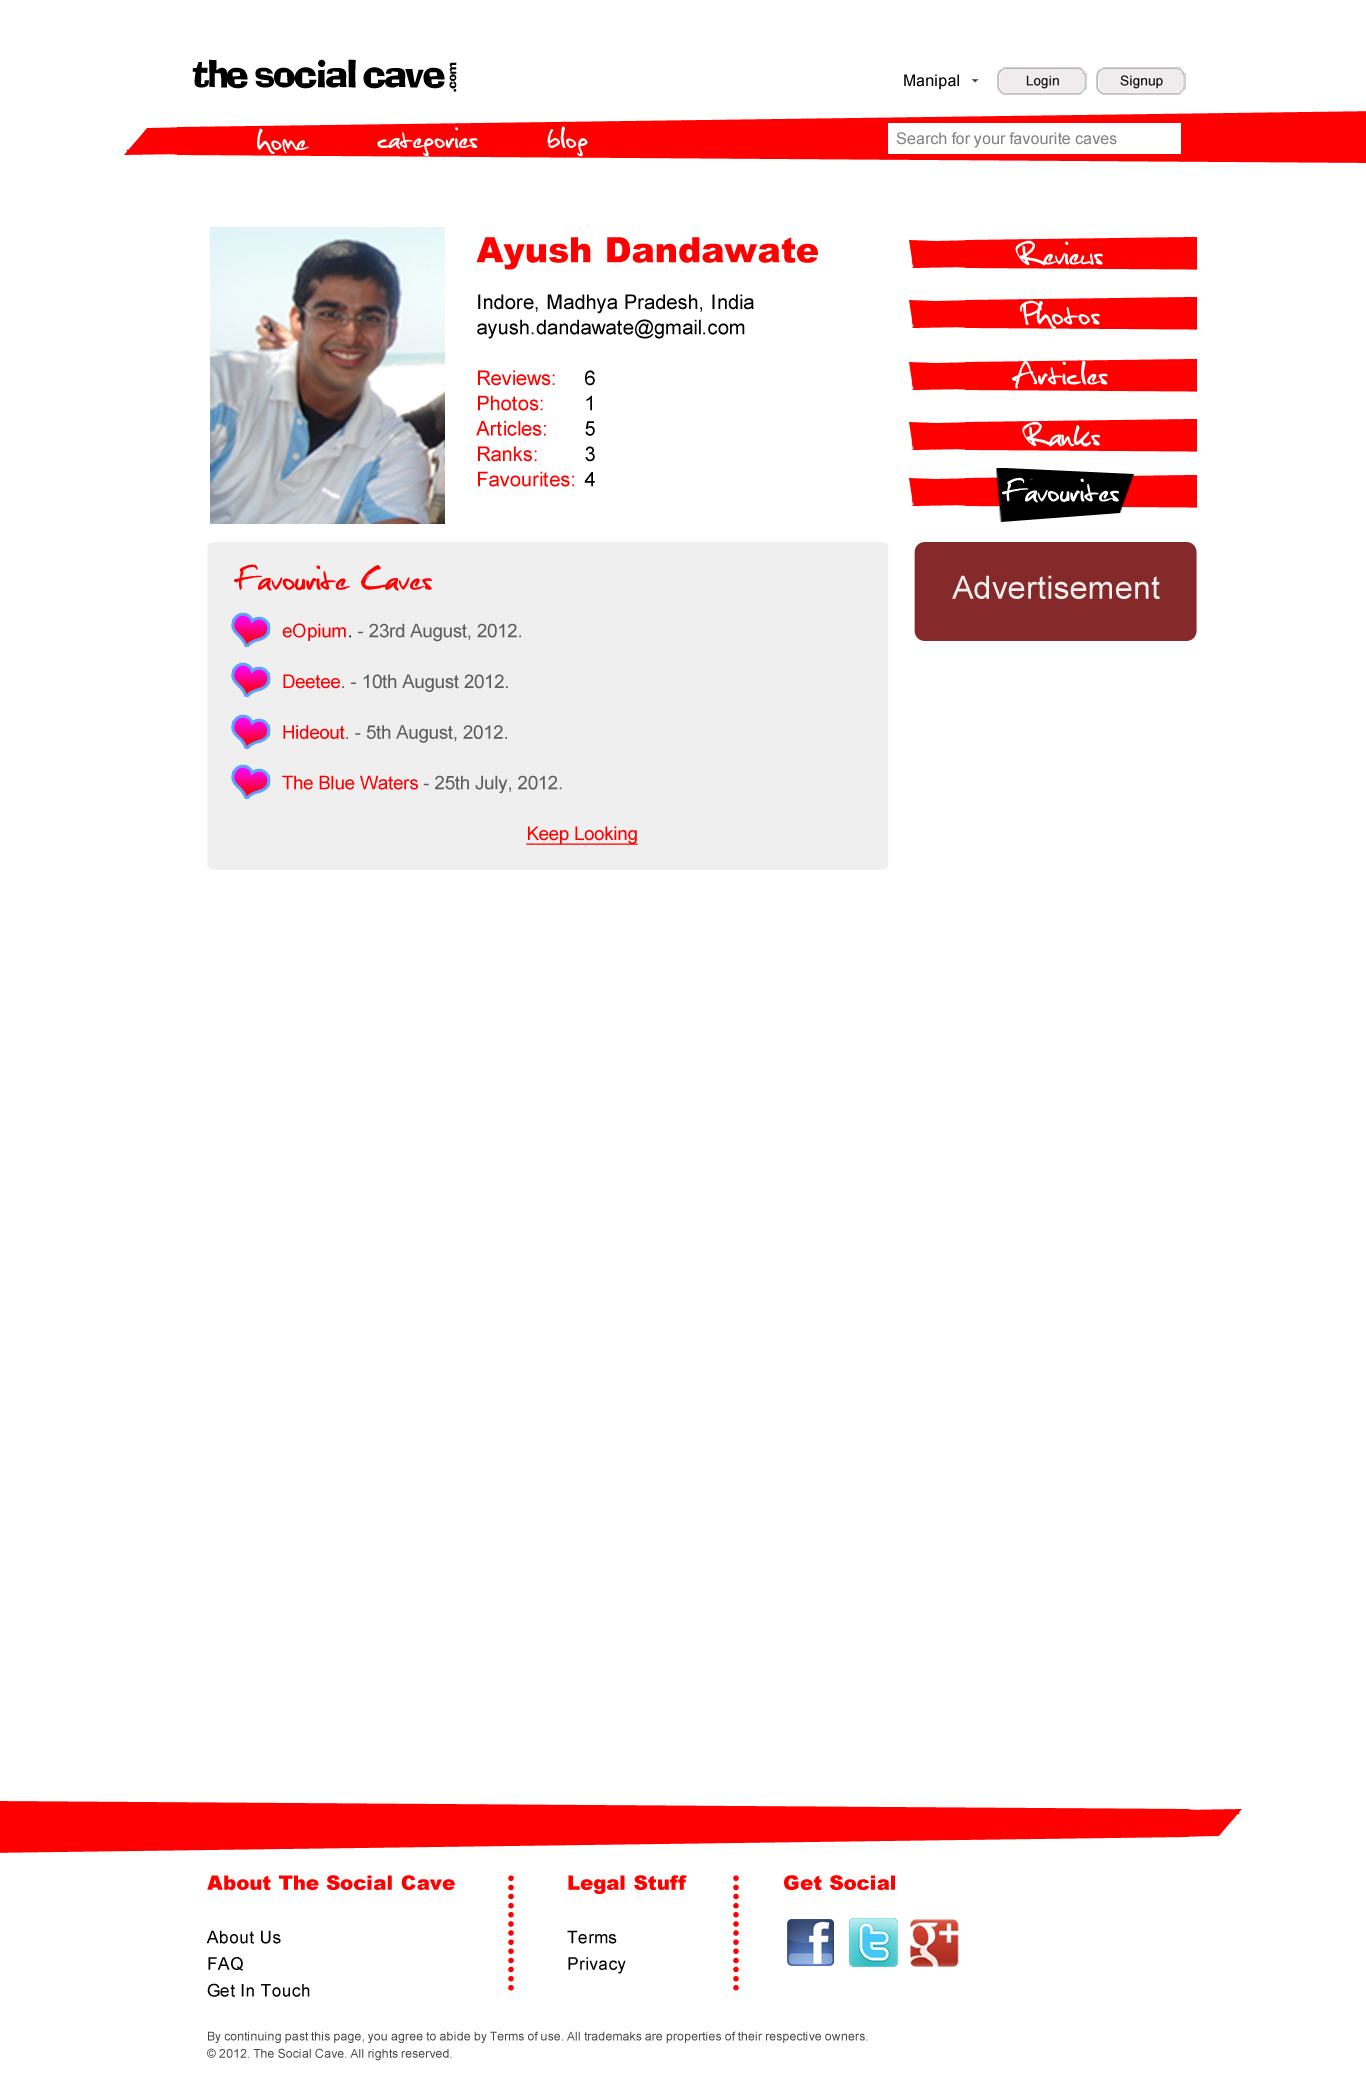 the social cave.com
Manipal
Login
Signup
home
categories
blog
Search for your favourite caves
Ayush Dandawate
Indore, Madhya Pradesh, India
ayush.dandawate@gmail.com
Reviews: 6
Photos: 1
Articles: 5
Ranks: 3
Favourites: 4
Reviews
Photos
Articles
Ranks
Favourites
Favourite Caves
eOpium. - 23rd August, 2012.
Deetee. - 10th August 2012.
Hideout. - 5th August, 2012.
The Blue Waters - 25th July, 2012.
Keep Looking
Advertisement
About The Social Cave
About Us
FAQ
Get In Touch
Legal Stuff
Terms
Privacy
Get Social
f
t
g+
By continuing past this page, you agree to abide by Terms of use. All trademaks are properties of their respective owners.
© 2012. The Social Cave. All rights reserved.